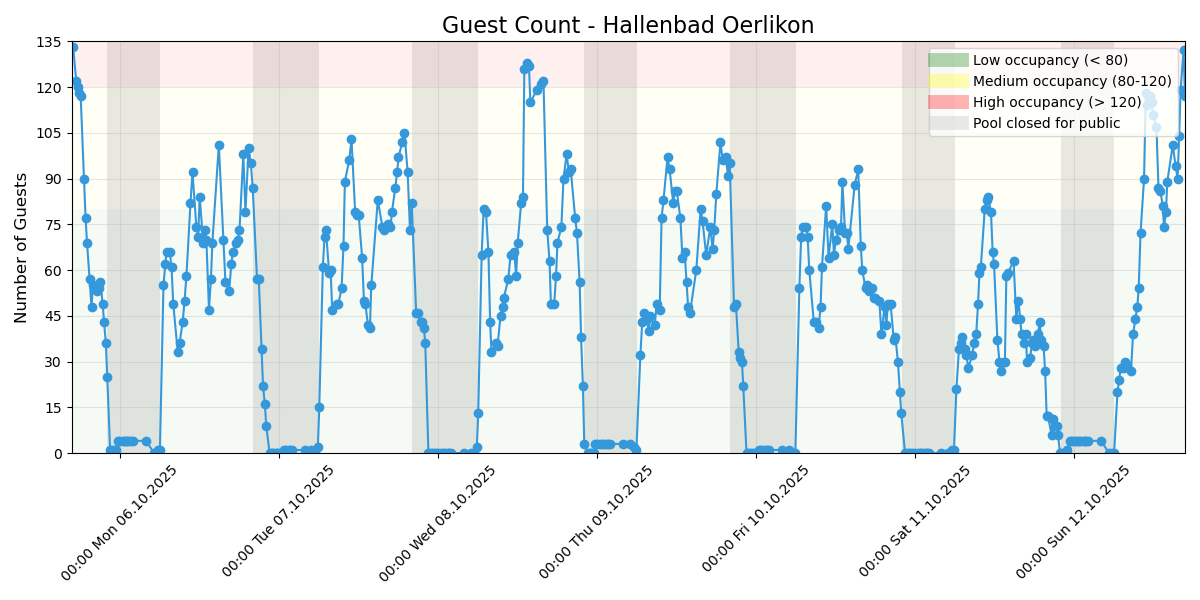 Guest Count - Hallenbad Oerlikon
Number of Guests
135
120
105
90
75
60
45
30
15
0
Low occupancy (< 80)
Medium occupancy (80-120)
High occupancy (> 120)
Pool closed for public
00:00 Mon 06.10.2025
00:00 Tue 07.10.2025
00:00 Wed 08.10.2025
00:00 Thu 09.10.2025
00:00 Fri 10.10.2025
00:00 Sat 11.10.2025
00:00 Sun 12.10.2025